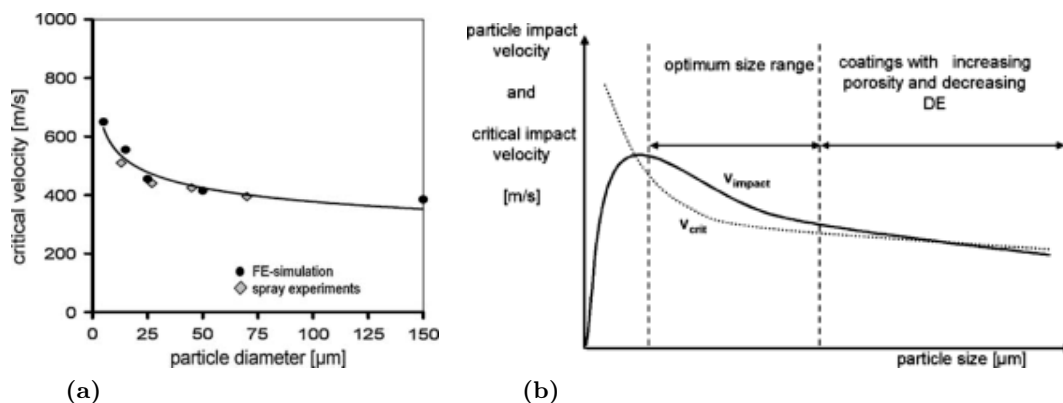 1000
800
600
400
200
0
critical velocity [m/s]
FE-simulation
spray experiments
0 25 50 75 100 125 150
particle diameter [µm]
(a)
particle impact
velocity
and
critical impact
velocity
[m/s]
optimum size range
coatings with increasing
porosity and decreasing
DE
vimpact
vcrit
particle size [µm]
(b)